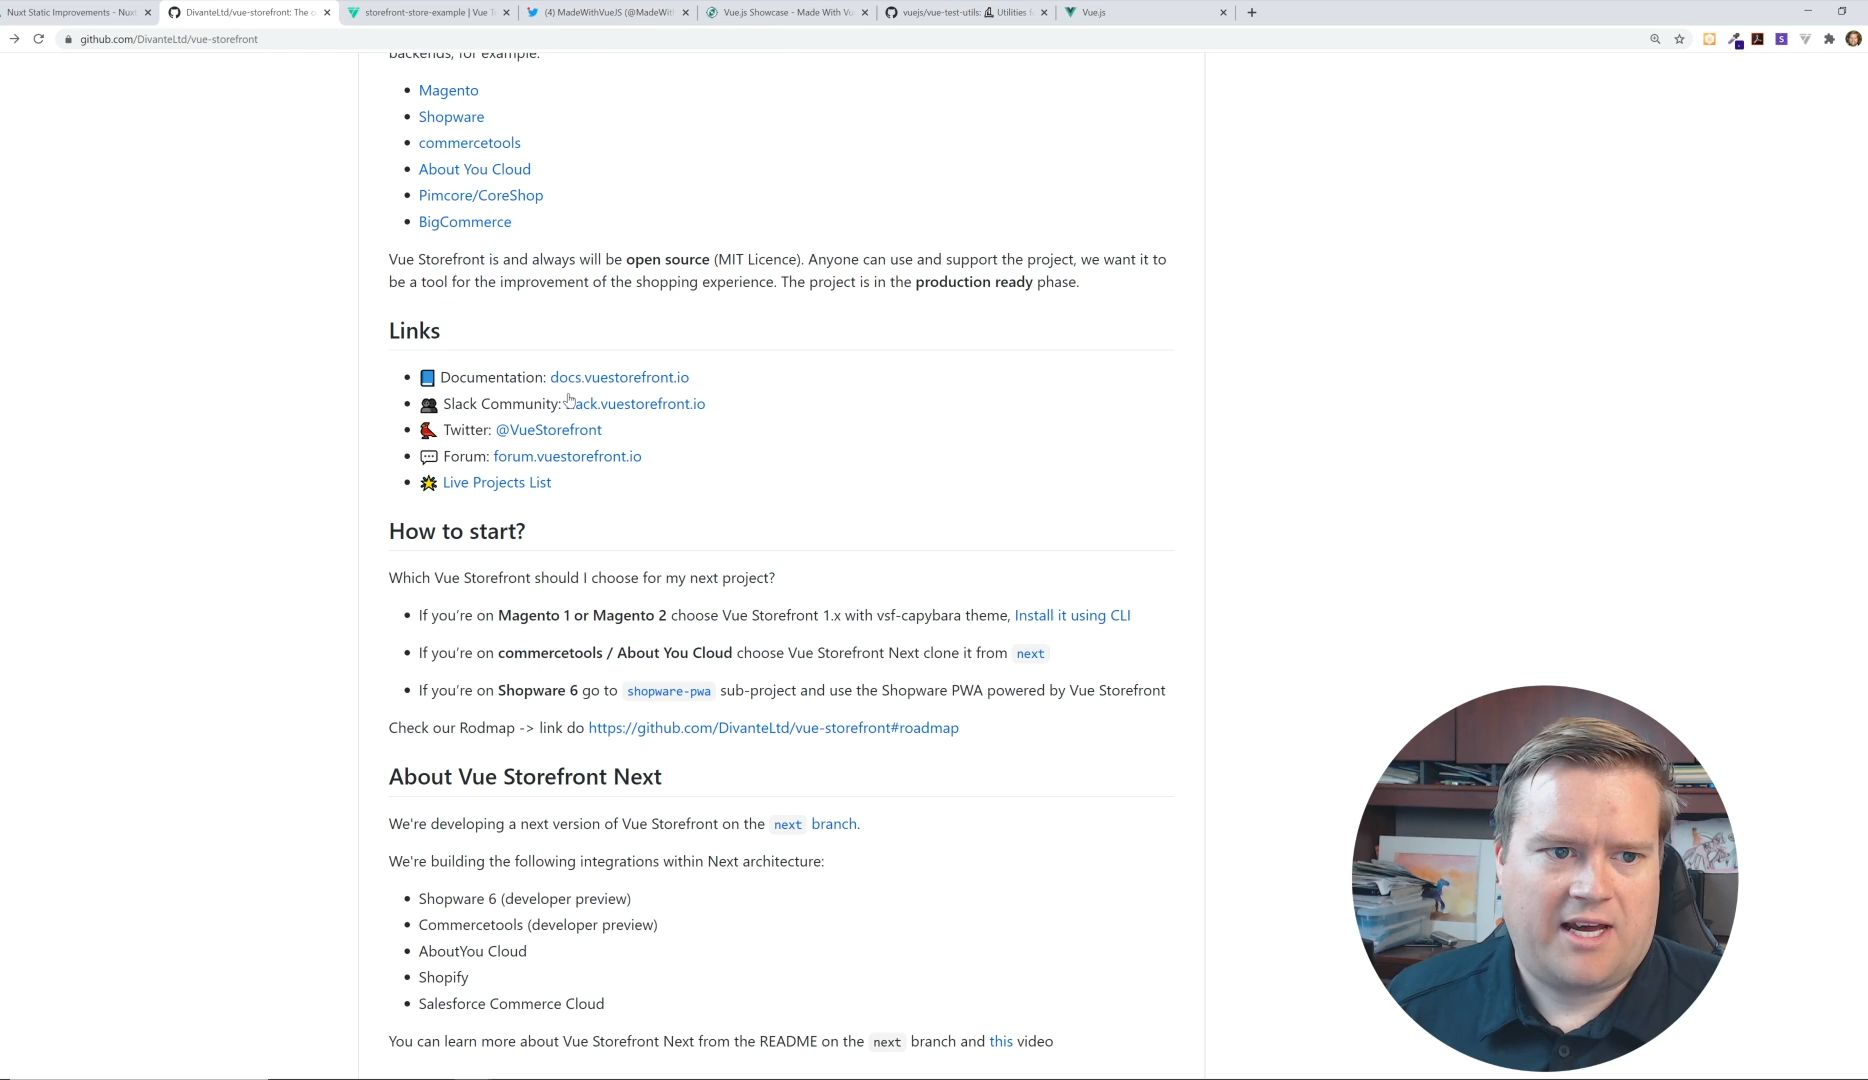 Nuxt Static Improvements - Nuxt
DivanteLtd/vue-storefront: The o
storefront-store-example | Vue T
(4) MadeWithVueJS (@MadeWit
Vue.js Showcase - Made With Vu
vuejs/vue-test-utils: Utilities f
Vue.js
github.com/DivanteLtd/vue-storefront
backends, for example:
Magento
Shopware
commercetools
About You Cloud
Pimcore/CoreShop
BigCommerce
Vue Storefront is and always will be open source (MIT Licence). Anyone can use and support the project, we want it to
be a tool for the improvement of the shopping experience. The project is in the production ready phase.
Links
Documentation: docs.vuestorefront.io
Slack Community: ack.vuestorefront.io
Twitter: @VueStorefront
Forum: forum.vuestorefront.io
Live Projects List
How to start?
Which Vue Storefront should I choose for my next project?
If you're on Magento 1 or Magento 2 choose Vue Storefront 1.x with vsf-capybara theme, Install it using CLI
If you're on commercetools / About You Cloud choose Vue Storefront Next clone it from next
If you're on Shopware 6 go to shopware-pwa sub-project and use the Shopware PWA powered by Vue Storefront
Check our Rodmap -> link do https://github.com/DivanteLtd/vue-storefront#roadmap
About Vue Storefront Next
We're developing a next version of Vue Storefront on the next branch.
We're building the following integrations within Next architecture:
Shopware 6 (developer preview)
Commercetools (developer preview)
AboutYou Cloud
Shopify
Salesforce Commerce Cloud
You can learn more about Vue Storefront Next from the README on the next branch and this video